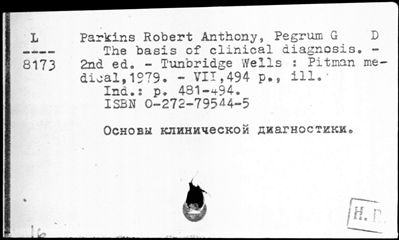 L
----
8173
Parkins Robert Anthony, Pegrum G D
The basis of clinical diagnosis. -
2nd ed. - Tunbridge Wells : Pitman me-
dical,1979. - VII,494 p., ill.
Ind.: p. 481-494.
ISBN 0-272-79544-5
Основы клинической диагностики.
16